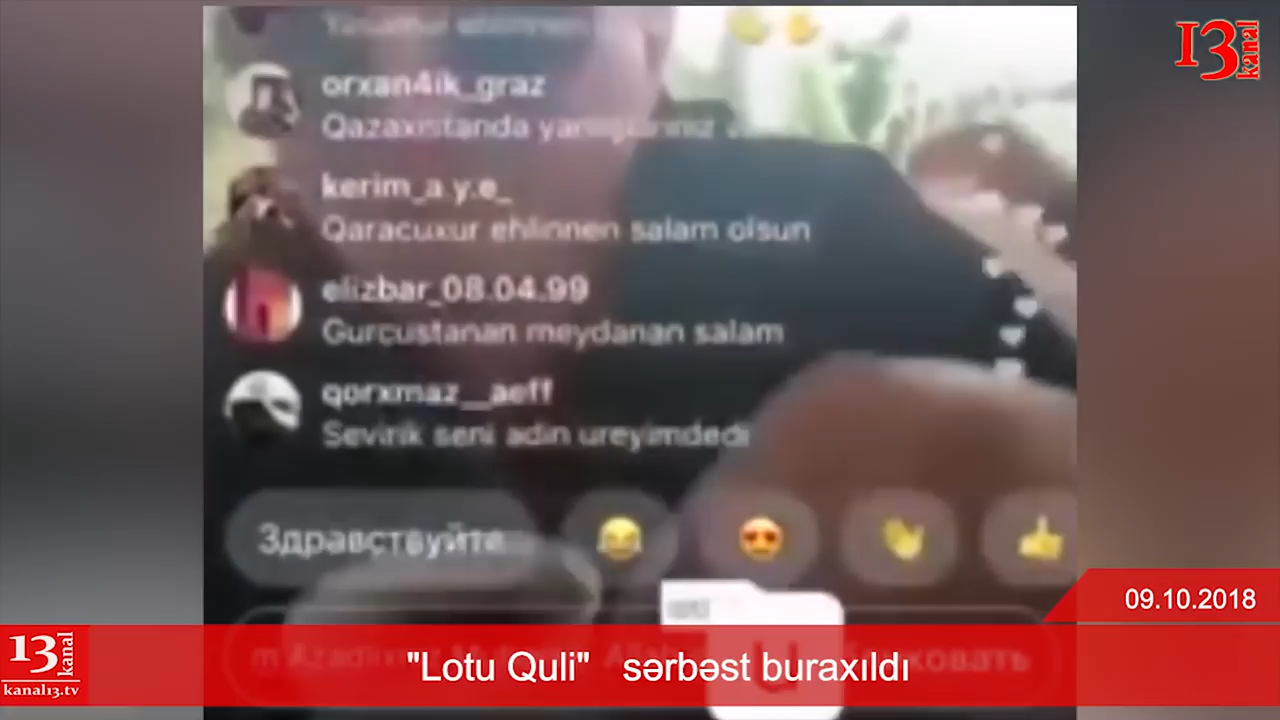 13 kanal
orxan4ik_graz
Qazaxıstanda
kerim_a.y.e_
Qaracuxur ehlinnen salam olsun
elizbar_08.04.99
Gurcustanan meydanan salam
qorxmaz__aeff
Sevirik seni adin ureyimdedi
Здравствуйте
09.10.2018
13 kanal
kanal13.tv
"Lotu Quli" sərbəst buraxıldı